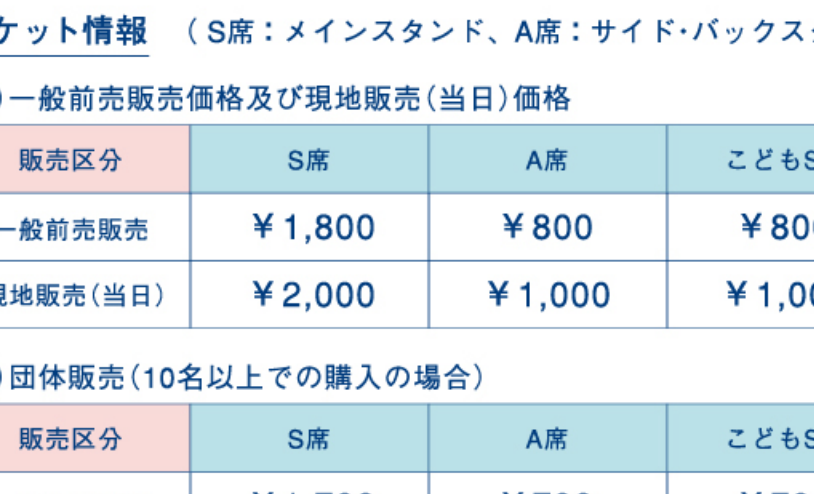 ケット情報 (S席：メインスタンド、A席：サイド・バックス
)一般前売販売価格及び現地販売(当日)価格
販売区分 S席 A席 こどもS
一般前売販売 ¥1,800 ¥800 ¥80
現地販売(当日) ¥2,000 ¥1,000 ¥1,00
)団体販売(10名以上での購入の場合)
販売区分 S席 A席 こどもS